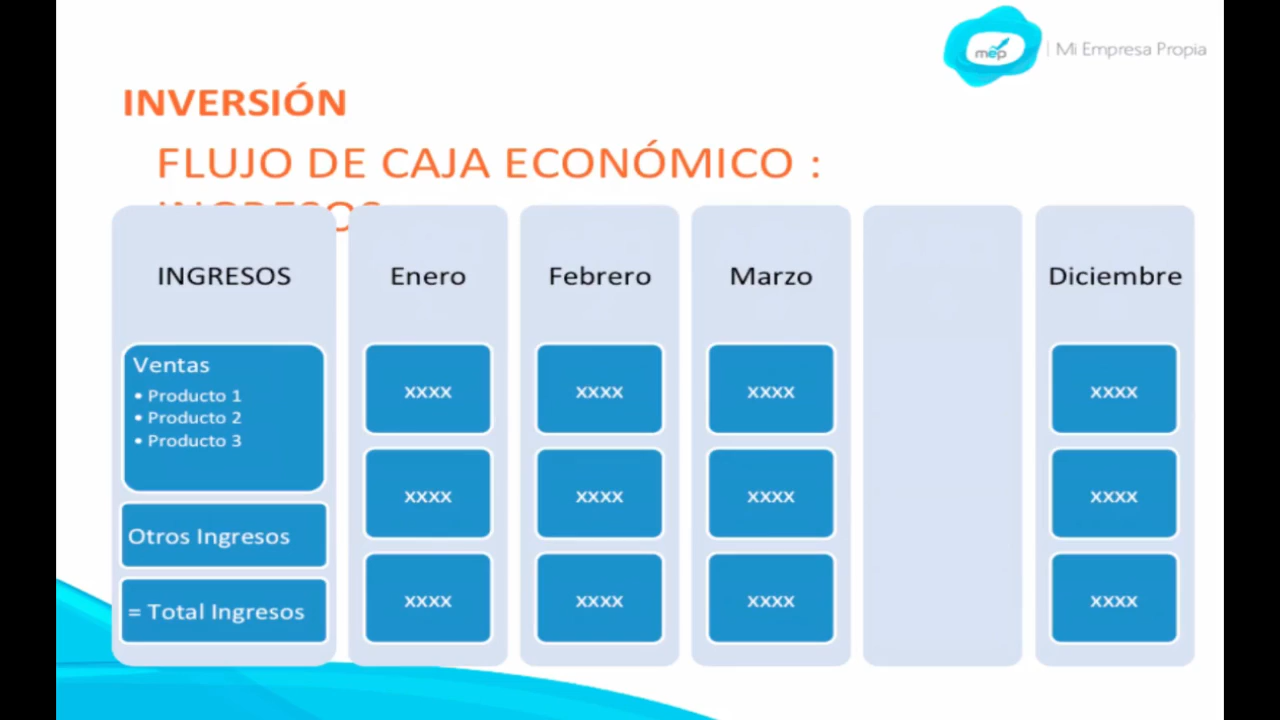 mep | Mi Empresa Propia
INVERSIÓN
FLUJO DE CAJA ECONÓMICO :
INGRESOS
INGRESOS Enero Febrero Marzo Diciembre
Ventas
• Producto 1
• Producto 2
• Producto 3
xxxx xxxx xxxx xxxx
Otros Ingresos
xxxx xxxx xxxx xxxx
= Total Ingresos
xxxx xxxx xxxx xxxx